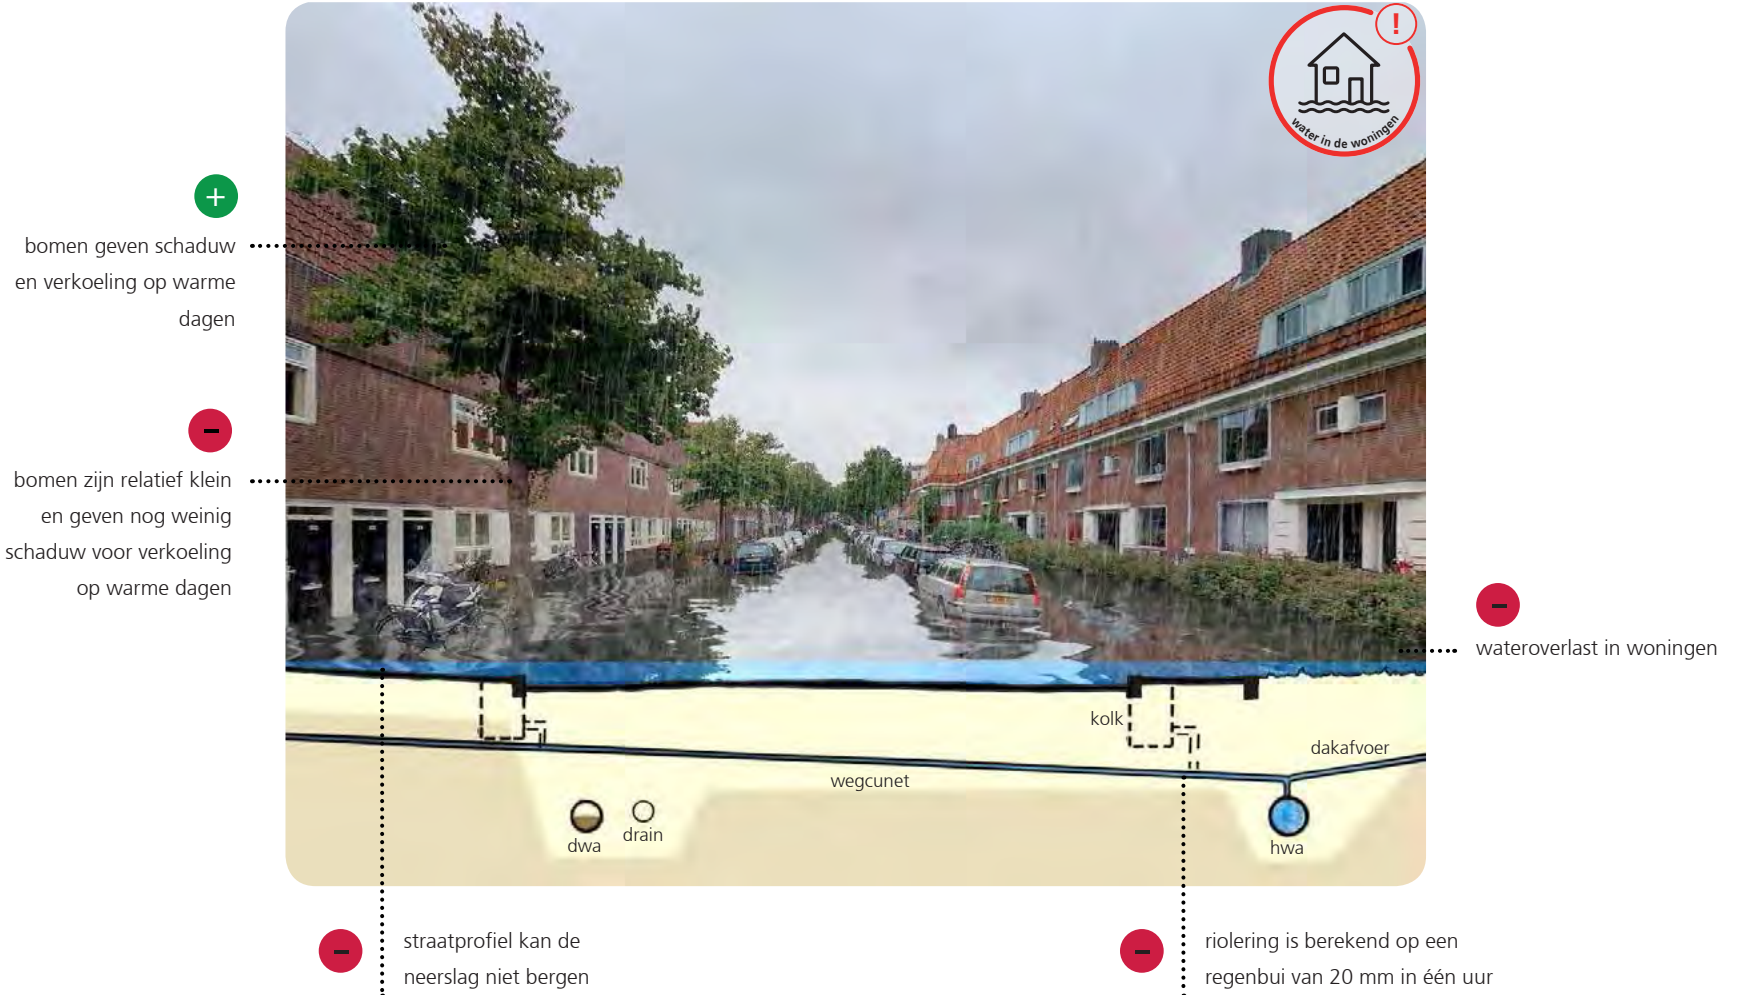 !
water in de woningen
+
bomen geven schaduw
en verkoeling op warme
dagen
-
bomen zijn relatief klein
en geven nog weinig
schaduw voor verkoeling
op warme dagen
-
wateroverlast in woningen
kolk
dakafvoer
wegcunet
dwa
drain
hwa
-
straatprofiel kan de
neerslag niet bergen
-
riolering is berekend op een
regenbui van 20 mm in één uur